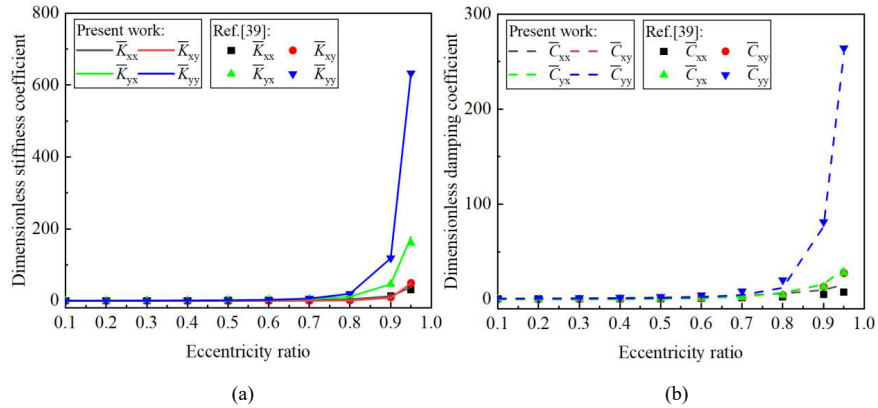 800
600
400
200
0
0.1 0.2 0.3 0.4 0.5 0.6 0.7 0.8 0.9 1.0
Dimensionless stiffness coefficient
Eccentricity ratio
Present work: Ref.[39]:
K̅xx K̅xy K̅xx K̅xy
K̅yx K̅yy K̅yx K̅yy
(a)
300
200
100
0
0.1 0.2 0.3 0.4 0.5 0.6 0.7 0.8 0.9 1.0
Dimensionless damping coefficient
Eccentricity ratio
Present work: Ref.[39]:
C̅xx C̅xy C̅xx C̅xy
C̅yx C̅yy C̅yx C̅yy
(b)